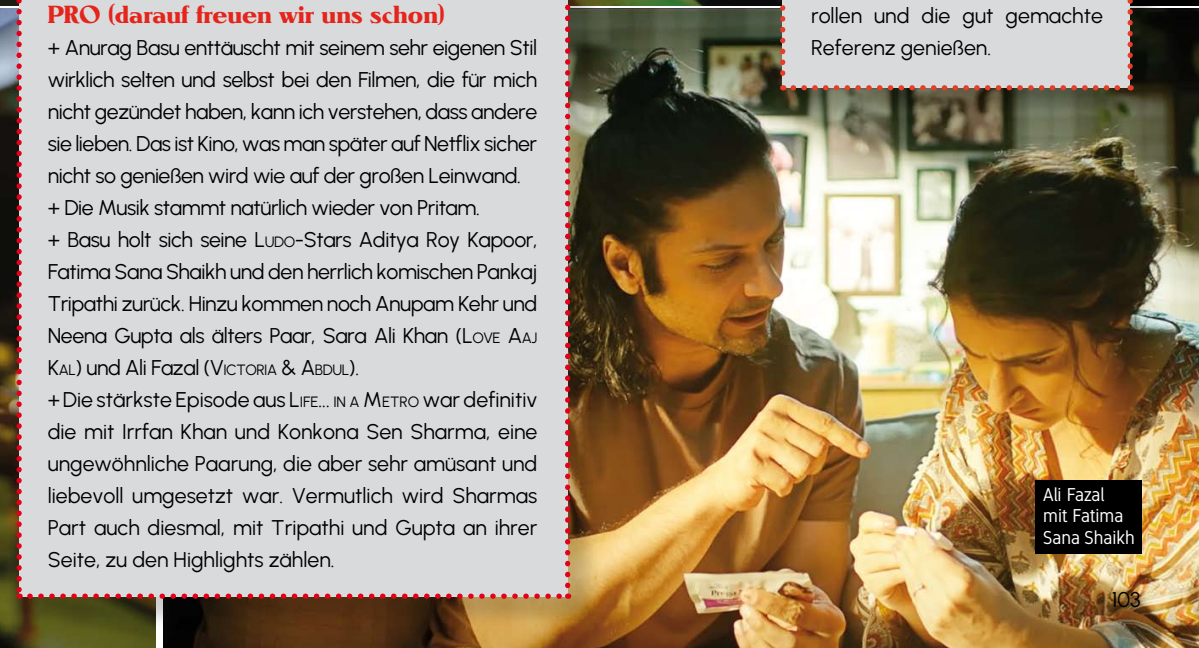 PRO (darauf freuen wir uns schon)
+ Anurag Basu enttäuscht mit seinem sehr eigenen Stil
wirklich selten und selbst bei den Filmen, die für mich
nicht gezündet haben, kann ich verstehen, dass andere
sie lieben. Das ist Kino, was man später auf Netflix sicher
nicht so genießen wird wie auf der großen Leinwand.
+ Die Musik stammt natürlich wieder von Pritam.
+ Basu holt sich seine LUDO-Stars Aditya Roy Kapoor,
Fatima Sana Shaikh und den herrlich komischen Pankaj
Tripathi zurück. Hinzu kommen noch Anupam Kehr und
Neena Gupta als älters Paar, Sara Ali Khan (LOVE AAJ
KAL) und Ali Fazal (VICTORIA & ABDUL).
+ Die stärkste Episode aus LIFE... IN A METRO war definitiv
die mit Irrfan Khan und Konkona Sen Sharma, eine
ungewöhnliche Paarung, die aber sehr amüsant und
liebevoll umgesetzt war. Vermutlich wird Sharmas
Part auch diesmal, mit Tripathi und Gupta an ihrer
Seite, zu den Highlights zählen.
rollen und die gut gemachte
Referenz genießen.
Ali Fazal
mit Fatima
Sana Shaikh
103